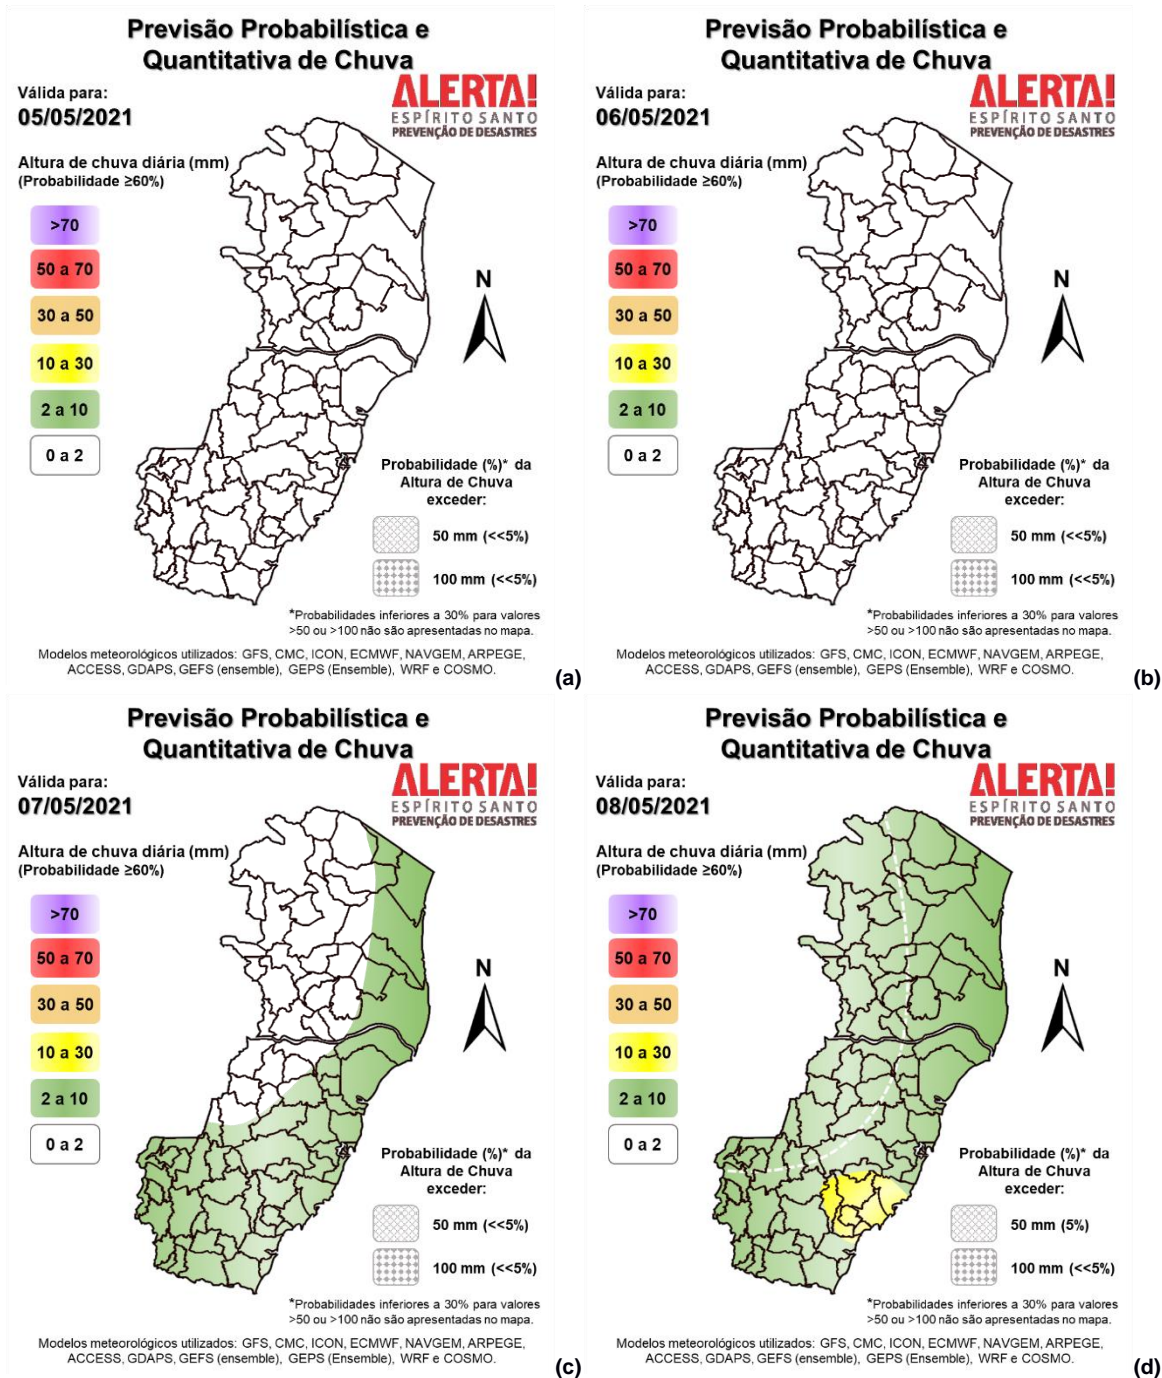 Previsão Probabilística e
Quantitativa de Chuva
Válida para:
05/05/2021
ALERTA!
ESPÍRITO SANTO
PREVENÇÃO DE DESASTRES
Altura de chuva diária (mm)
(Probabilidade ≥60%)
>70
50 a 70
30 a 50
10 a 30
2 a 10
0 a 2
N
Probabilidade (%)* da
Altura de Chuva
exceder:
50 mm (<<5%)
100 mm (<<5%)
*Probabilidades inferiores a 30% para valores
>50 ou >100 não são apresentadas no mapa.
Modelos meteorológicos utilizados: GFS, CMC, ICON, ECMWF, NAVGEM, ARPEGE,
ACCESS, GDAPS, GEFS (ensemble), GEPS (Ensemble), WRF e COSMO.
(a)
Previsão Probabilística e
Quantitativa de Chuva
Válida para:
06/05/2021
ALERTA!
ESPÍRITO SANTO
PREVENÇÃO DE DESASTRES
Altura de chuva diária (mm)
(Probabilidade ≥60%)
>70
50 a 70
30 a 50
10 a 30
2 a 10
0 a 2
N
Probabilidade (%)* da
Altura de Chuva
exceder:
50 mm (<<5%)
100 mm (<<5%)
*Probabilidades inferiores a 30% para valores
>50 ou >100 não são apresentadas no mapa.
Modelos meteorológicos utilizados: GFS, CMC, ICON, ECMWF, NAVGEM, ARPEGE,
ACCESS, GDAPS, GEFS (ensemble), GEPS (Ensemble), WRF e COSMO.
(b)
Previsão Probabilística e
Quantitativa de Chuva
Válida para:
07/05/2021
ALERTA!
ESPÍRITO SANTO
PREVENÇÃO DE DESASTRES
Altura de chuva diária (mm)
(Probabilidade ≥60%)
>70
50 a 70
30 a 50
10 a 30
2 a 10
0 a 2
N
Probabilidade (%)* da
Altura de Chuva
exceder:
50 mm (<<5%)
100 mm (<<5%)
*Probabilidades inferiores a 30% para valores
>50 ou >100 não são apresentadas no mapa.
Modelos meteorológicos utilizados: GFS, CMC, ICON, ECMWF, NAVGEM, ARPEGE,
ACCESS, GDAPS, GEFS (ensemble), GEPS (Ensemble), WRF e COSMO.
(c)
Previsão Probabilística e
Quantitativa de Chuva
Válida para:
08/05/2021
ALERTA!
ESPÍRITO SANTO
PREVENÇÃO DE DESASTRES
Altura de chuva diária (mm)
(Probabilidade ≥60%)
>70
50 a 70
30 a 50
10 a 30
2 a 10
0 a 2
N
Probabilidade (%)* da
Altura de Chuva
exceder:
50 mm (5%)
100 mm (<<5%)
*Probabilidades inferiores a 30% para valores
>50 ou >100 não são apresentadas no mapa.
Modelos meteorológicos utilizados: GFS, CMC, ICON, ECMWF, NAVGEM, ARPEGE,
ACCESS, GDAPS, GEFS (ensemble), GEPS (Ensemble), WRF e COSMO.
(d)